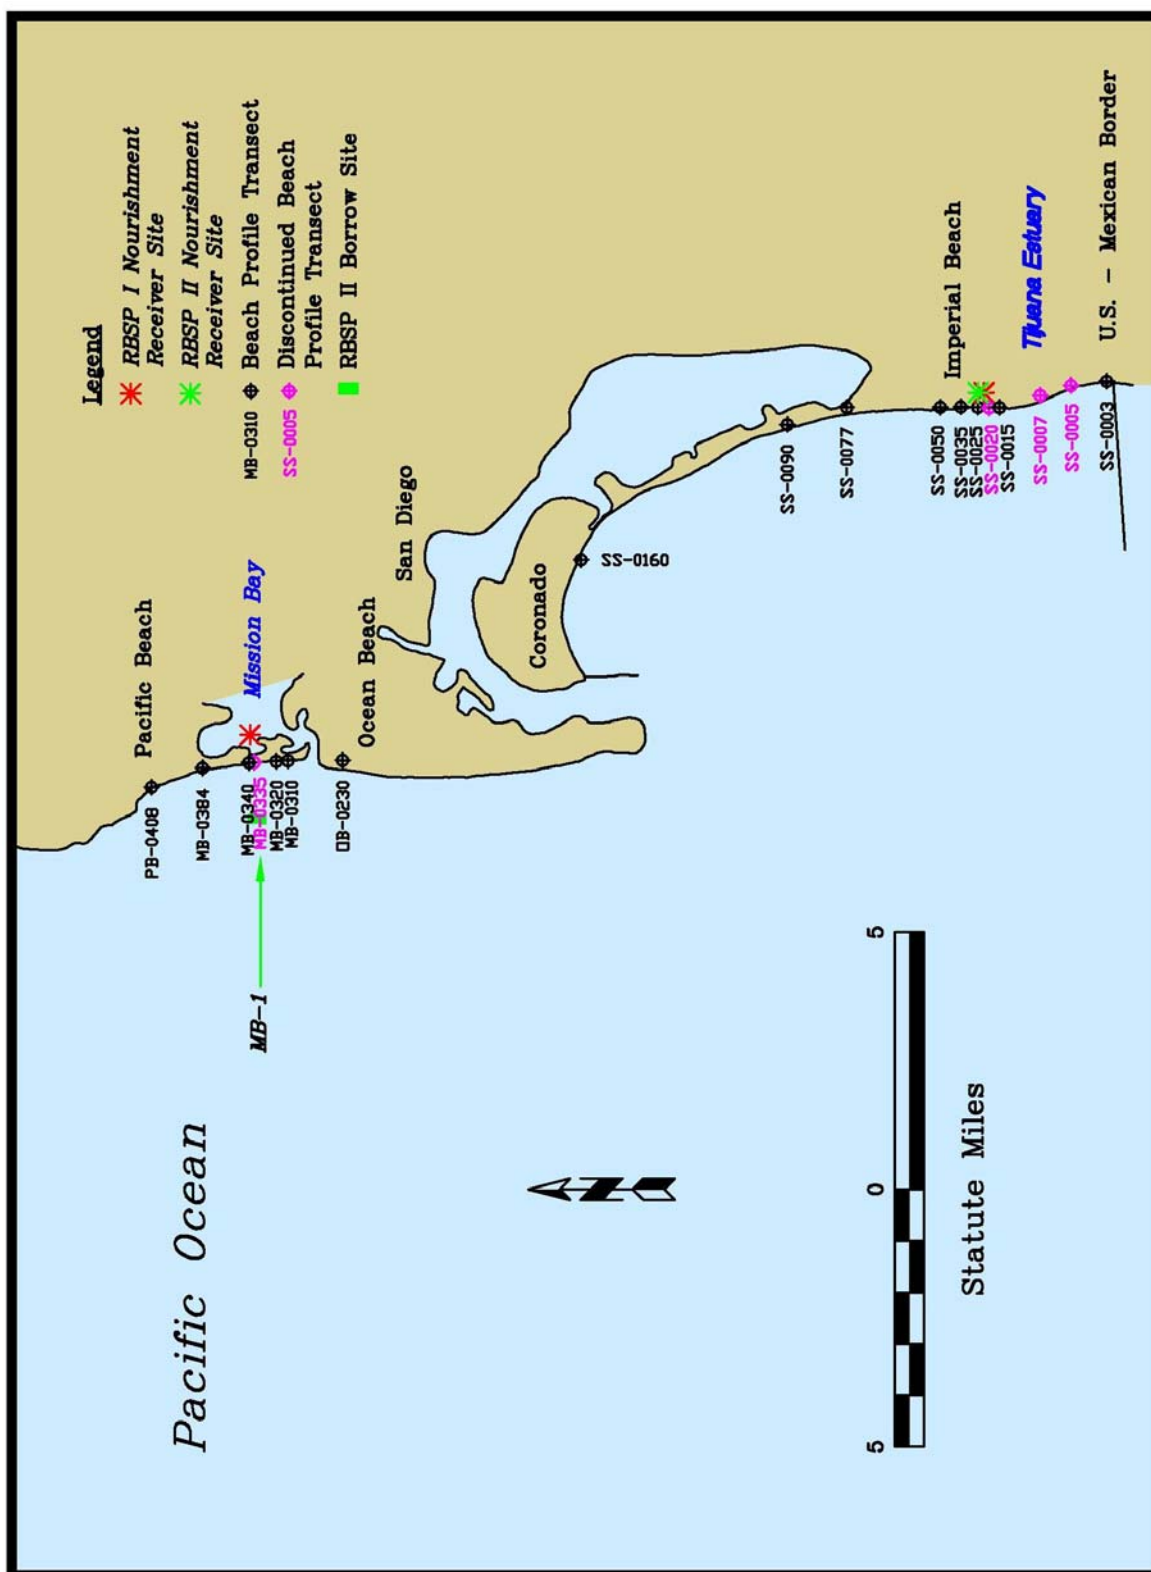 Legend
RBSP I Nourishment
Receiver Site
RBSP II Nourishment
Receiver Site
MB-0310 Beach Profile Transect
SS-0005 Discontinued Beach
Profile Transect
RBSP II Borrow Site
Pacific Ocean
Pacific Beach
PB-0408
MB-0384
Mission Bay
MB-0340
MB-0335
MB-0320
MB-0310
MB-1
OB-0230
Ocean Beach
San Diego
Coronado
SS-0160
SS-0090
SS-0077
Imperial Beach
SS-0050
SS-0035
SS-0025
SS-0020
SS-0015
Tijuana Estuary
SS-0007
SS-0005
SS-0003
U.S. - Mexican Border
5 0 5
Statute Miles